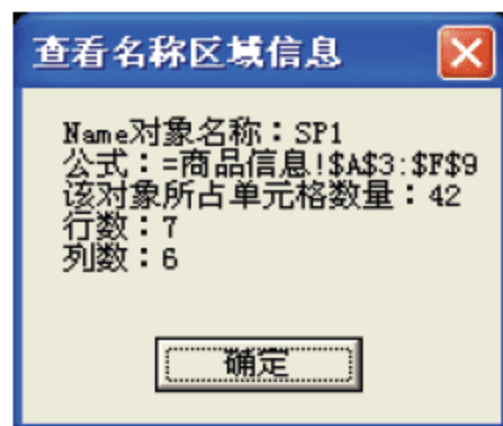 查看名称区域信息
Name对象名称：SP1
公式：=商品信息!$A$3:$F$9
该对象所占单元格数量：42
行数：7
列数：6
确定